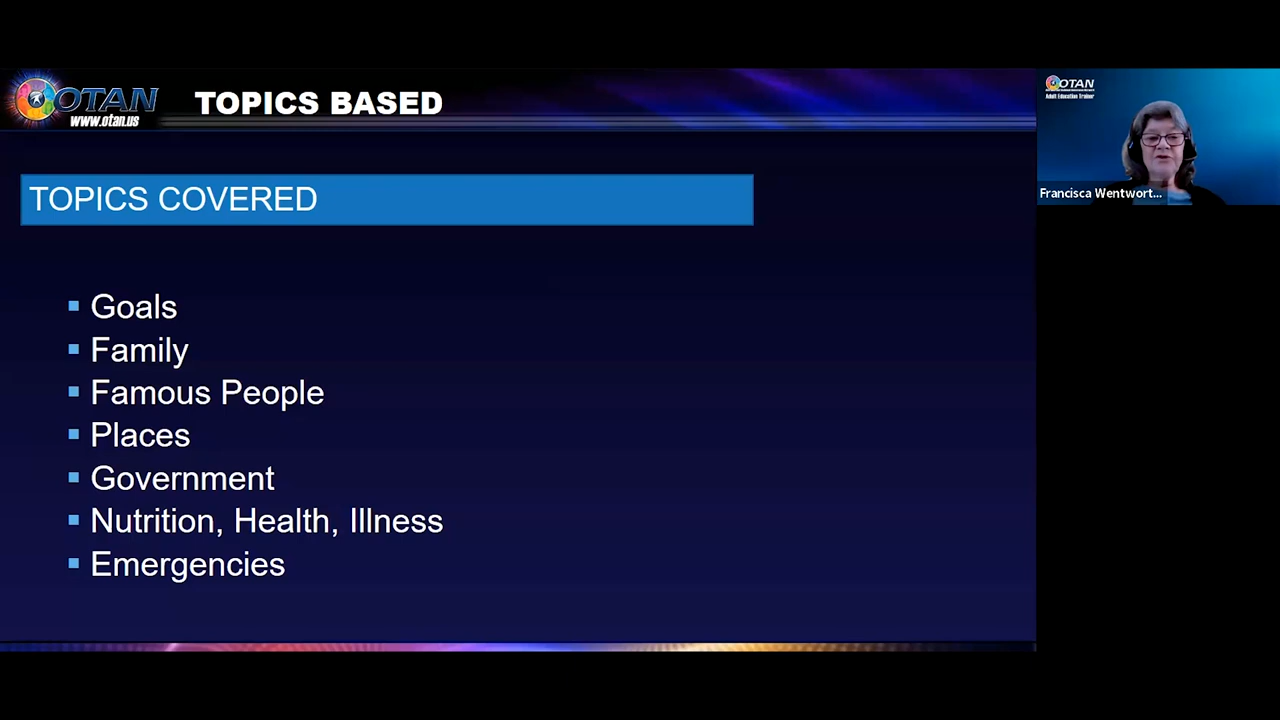 OTAN
www.otan.us
TOPICS BASED
TOPICS COVERED
Goals
Family
Famous People
Places
Government
Nutrition, Health, Illness
Emergencies
OTAN
Adult Education Trainer
Francisca Wentwort...